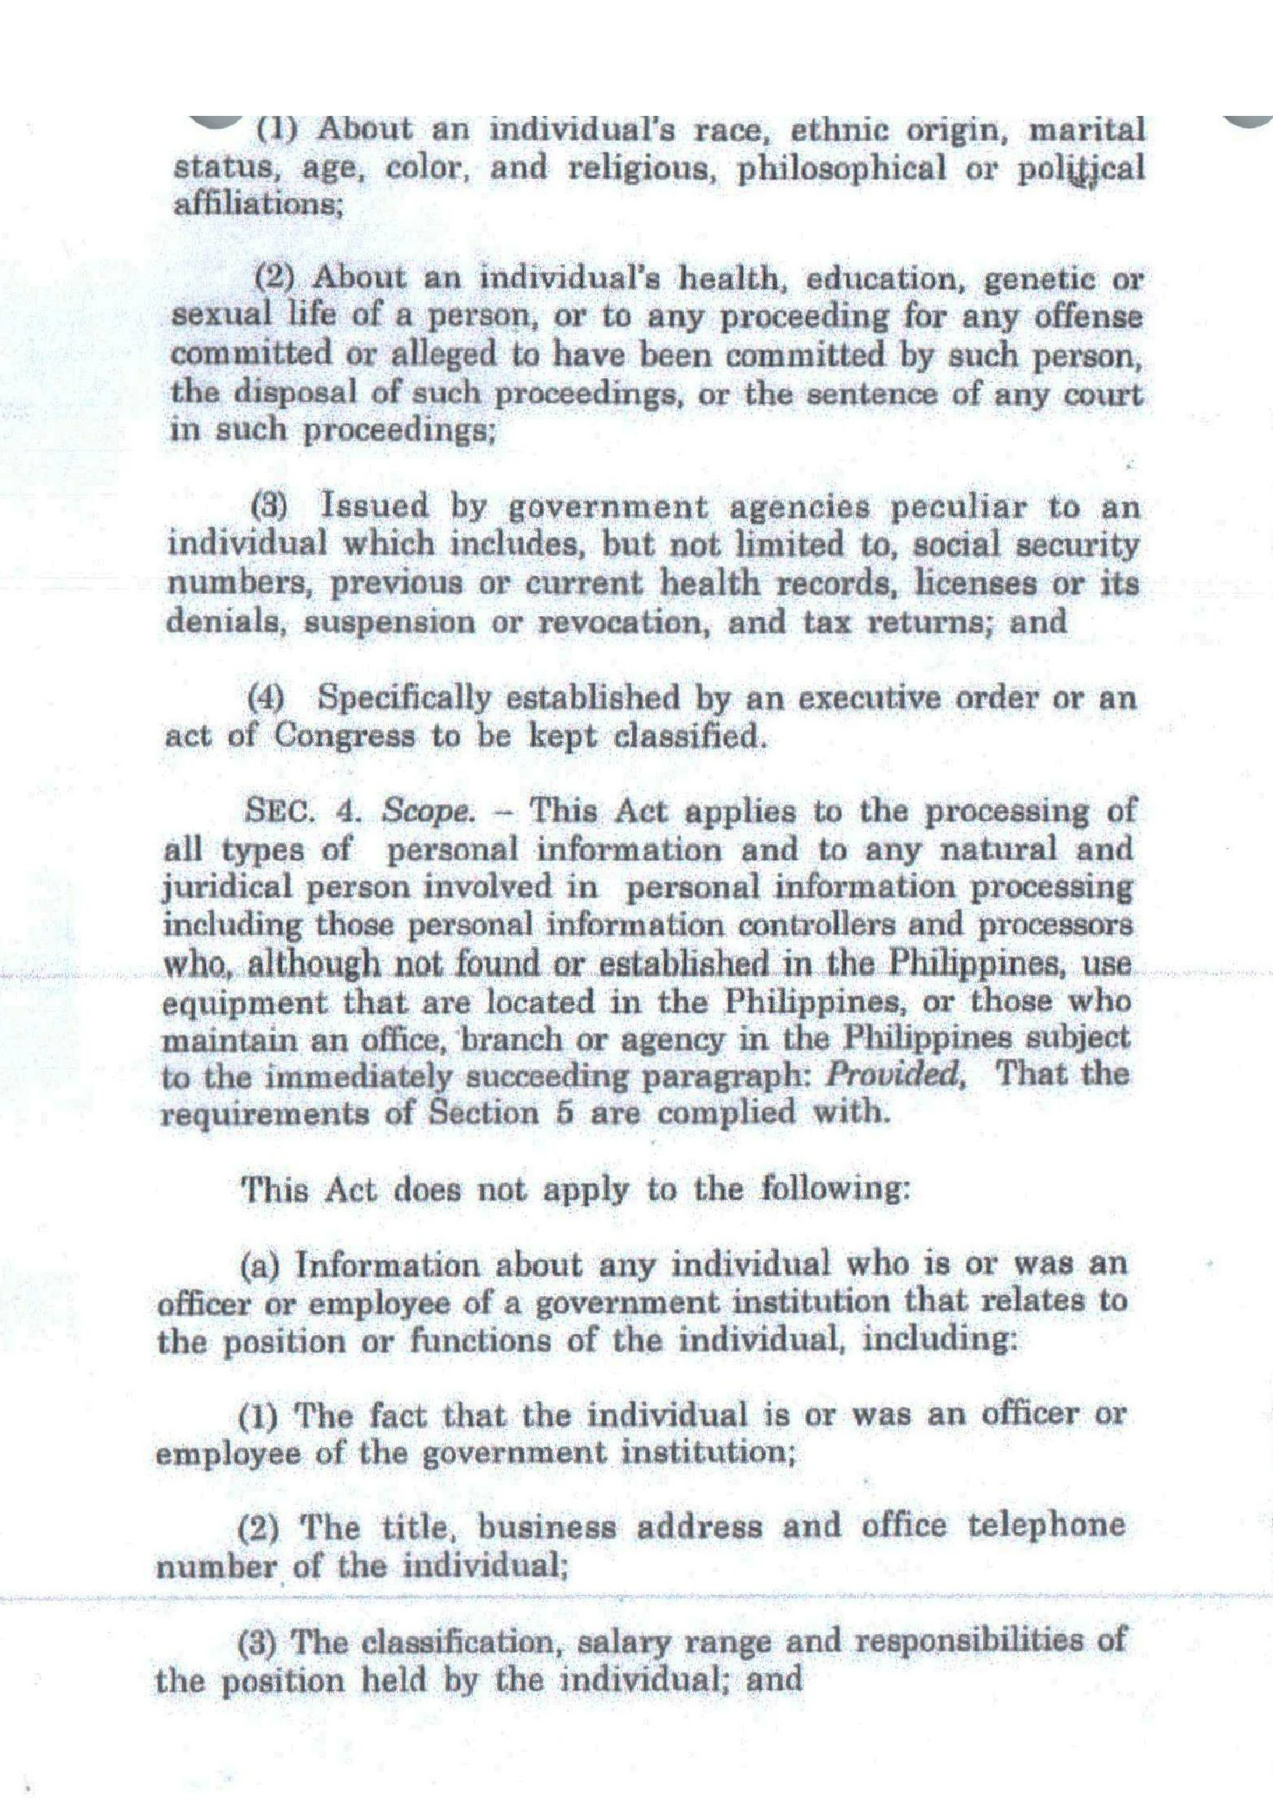 (1) About an individual's race, ethnic origin, marital
status, age, color, and religious, philosophical or political
affiliations;
(2) About an individual's health, education, genetic or
sexual life of a person, or to any proceeding for any offense
committed or alleged to have been committed by such person,
the disposal of such proceedings, or the sentence of any court
in such proceedings;
(3) Issued by government agencies peculiar to an
individual which includes, but not limited to, social security
numbers, previous or current health records, licenses or its
denials, suspension or revocation, and tax returns; and
(4) Specifically established by an executive order or an
act of Congress to be kept classified.
SEC. 4. Scope. – This Act applies to the processing of
all types of personal information and to any natural and
juridical person involved in personal information processing
including those personal information controllers and processors
who, although not found or established in the Philippines, use
equipment that are located in the Philippines, or those who
maintain an office, branch or agency in the Philippines subject
to the immediately succeeding paragraph: Provided, That the
requirements of Section 5 are complied with.
This Act does not apply to the following:
(a) Information about any individual who is or was an
officer or employee of a government institution that relates to
the position or functions of the individual, including:
(1) The fact that the individual is or was an officer or
employee of the government institution;
(2) The title, business address and office telephone
number of the individual;
(3) The classification, salary range and responsibilities of
the position held by the individual; and